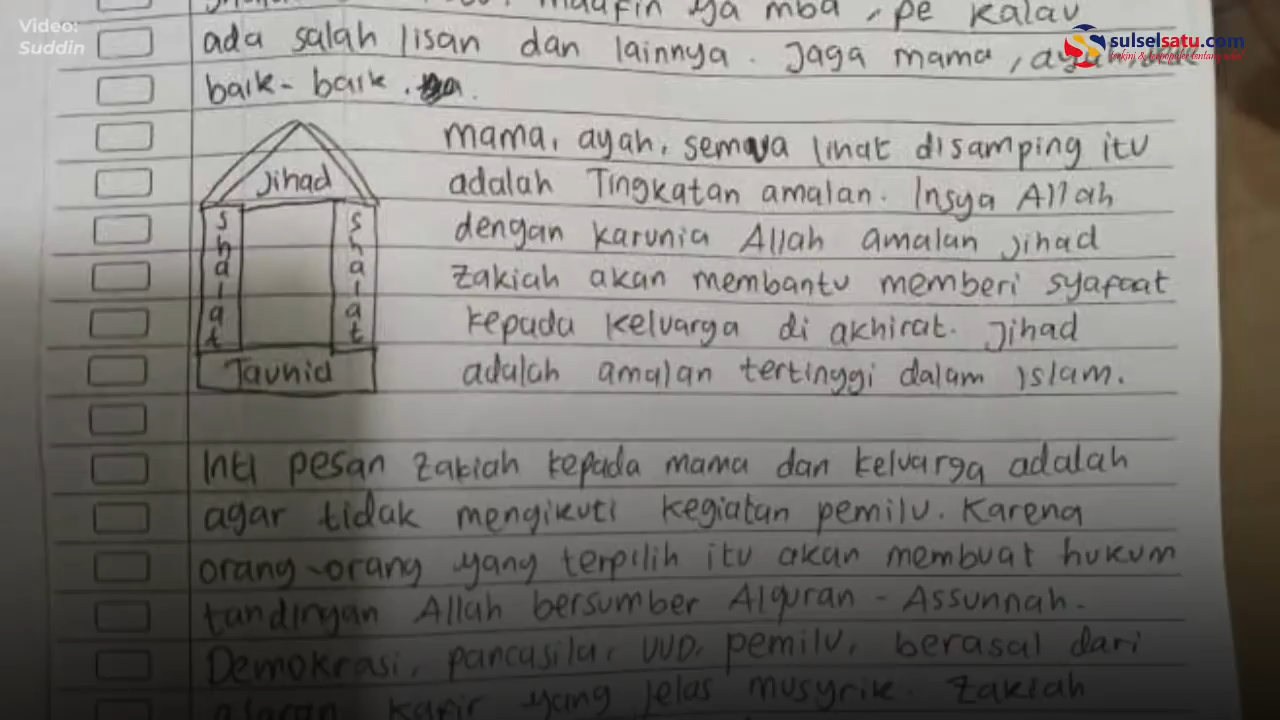 Video:
Suddin
sulselsatu.com
maafin ya mba, pe kalau
ada salah lisan dan lainnya. Jaga mama,
baik-baik.
mama, ayah, semua lihat disamping itu
Jihad
adalah Tingkatan amalan. Insya Allah
dengan karunia Allah amalan jihad
Zakiah akan membantu memberi syafaat
kepada keluarga di akhirat. Jihad
adalah amalan tertinggi dalam Islam.
Shalat
Shalat
Tauhid
Inti pesan Zakiah kepada mama dan keluarga adalah
agar tidak mengikuti kegiatan pemilu. Karena
orang-orang yang terpilih itu akan membuat hukum
tandingan Allah bersumber Alquran - Assunnah.
Demokrasi, pancasila, UUD, pemilu, berasal dari
ajaran kafir yang jelas musyrik. Zakiah